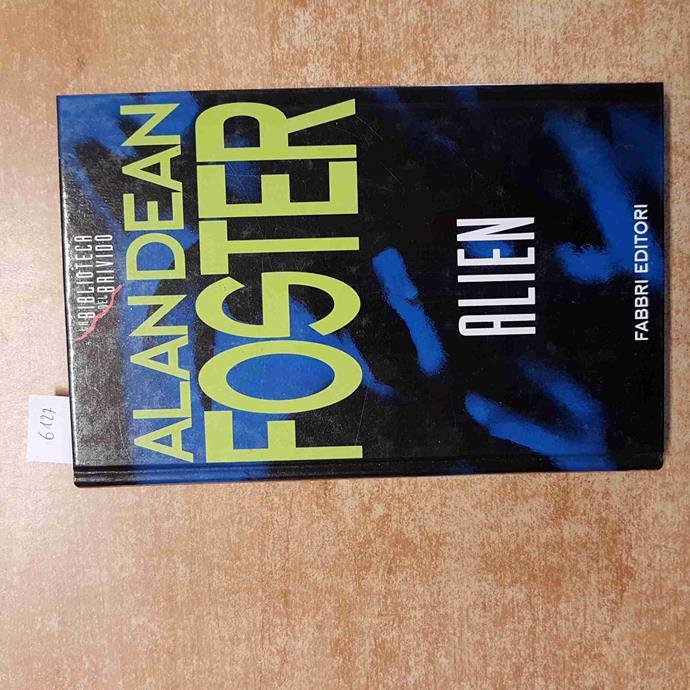 LA BIBLIOTECA
DEL BRIVIDO
ALAN DEAN
FOSTER
ALIEN
FABBRI EDITORI
6127